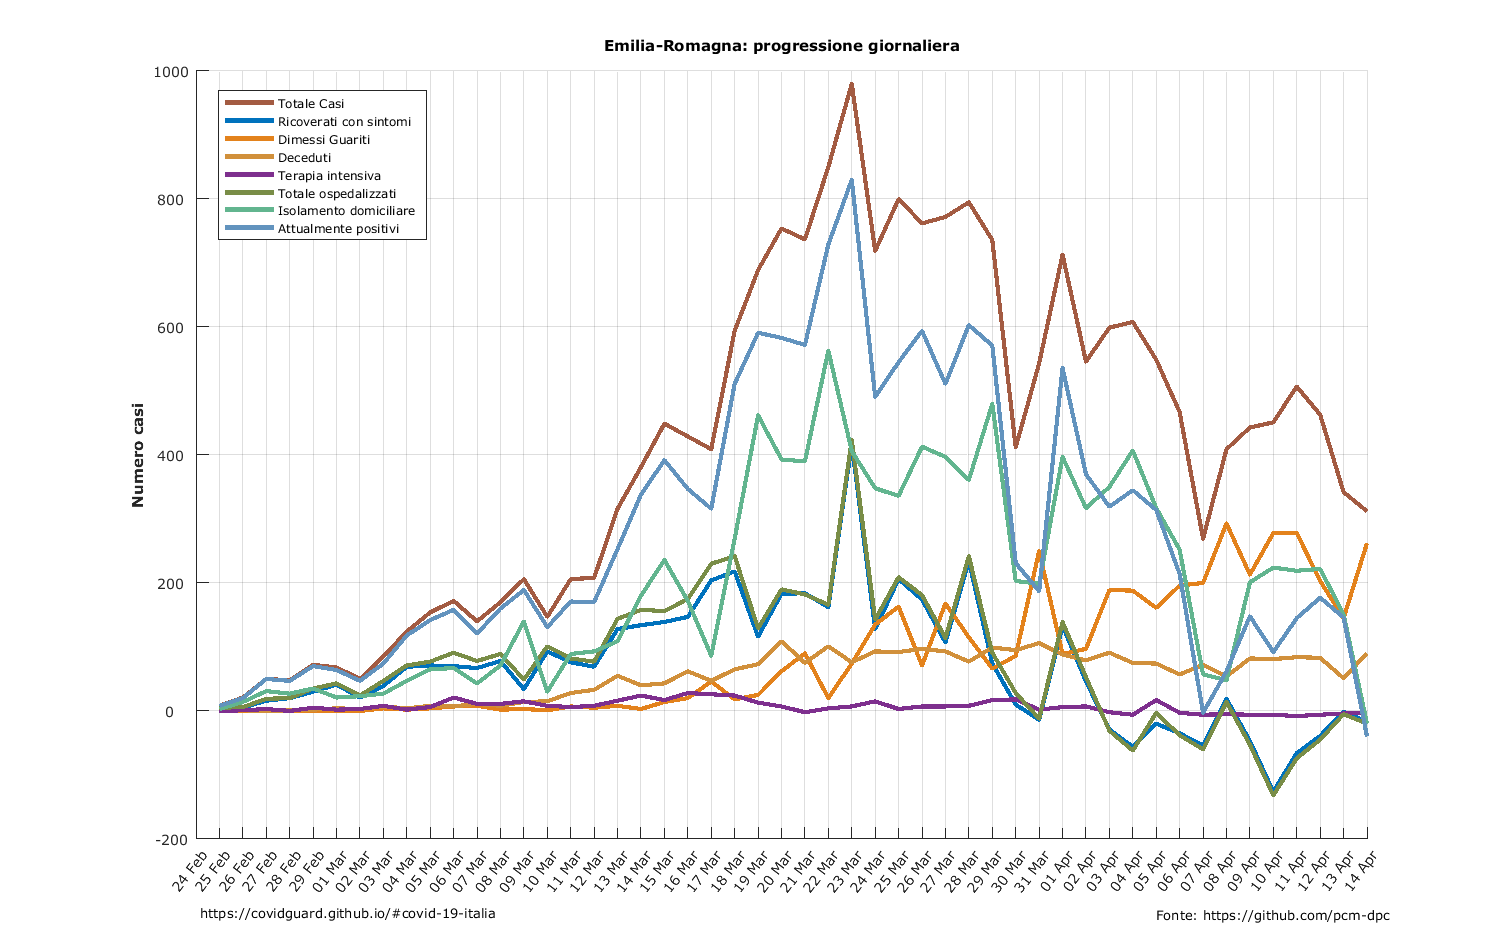 Emilia-Romagna: progressione giornaliera
1000
800
600
400
200
0
-200
Numero casi
Totale Casi
Ricoverati con sintomi
Dimessi Guariti
Deceduti
Terapia intensiva
Totale ospedalizzati
Isolamento domiciliare
Attualmente positivi
24 Feb
25 Feb
26 Feb
27 Feb
28 Feb
29 Feb
01 Mar
02 Mar
03 Mar
04 Mar
05 Mar
06 Mar
07 Mar
08 Mar
09 Mar
10 Mar
11 Mar
12 Mar
13 Mar
14 Mar
15 Mar
16 Mar
17 Mar
18 Mar
19 Mar
20 Mar
21 Mar
22 Mar
23 Mar
24 Mar
25 Mar
26 Mar
27 Mar
28 Mar
29 Mar
30 Mar
31 Mar
01 Apr
02 Apr
03 Apr
04 Apr
05 Apr
06 Apr
07 Apr
08 Apr
09 Apr
10 Apr
11 Apr
12 Apr
13 Apr
14 Apr
https://covidguard.github.io/#covid-19-italia
Fonte: https://github.com/pcm-dpc